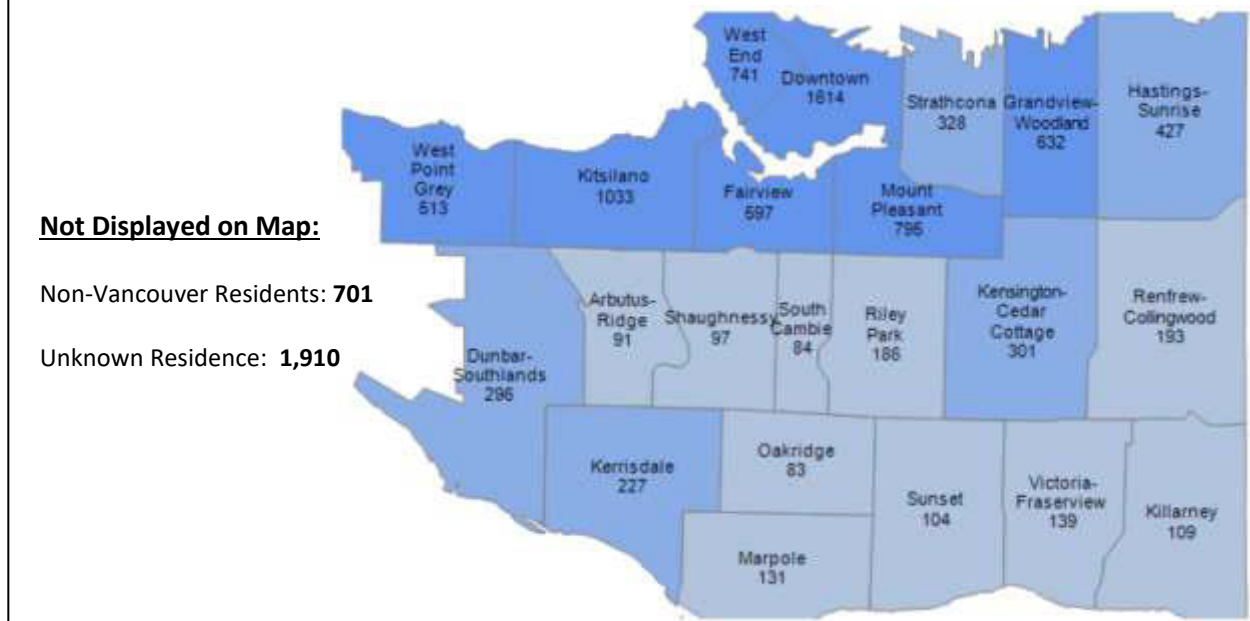 Not Displayed on Map:
Non-Vancouver Residents: 701
Unknown Residence: 1,910
West
End
741
Downtown
1614
Strathcona
328
Grandview-
Woodland
632
Hastings-
Sunrise
427
West
Point
Grey
513
Kitsilano
1033
Fairview
597
Mount
Pleasant
795
Dunbar-
Southlands
296
Arbutus-
Ridge
91
Shaughnessy
97
South
Cambie
84
Riley
Park
186
Kensington-
Cedar
Cottage
301
Renfrew-
Collingwood
193
Kerrisdale
227
Oakridge
83
Marpole
131
Sunset
104
Victoria-
Fraserview
139
Killarney
109